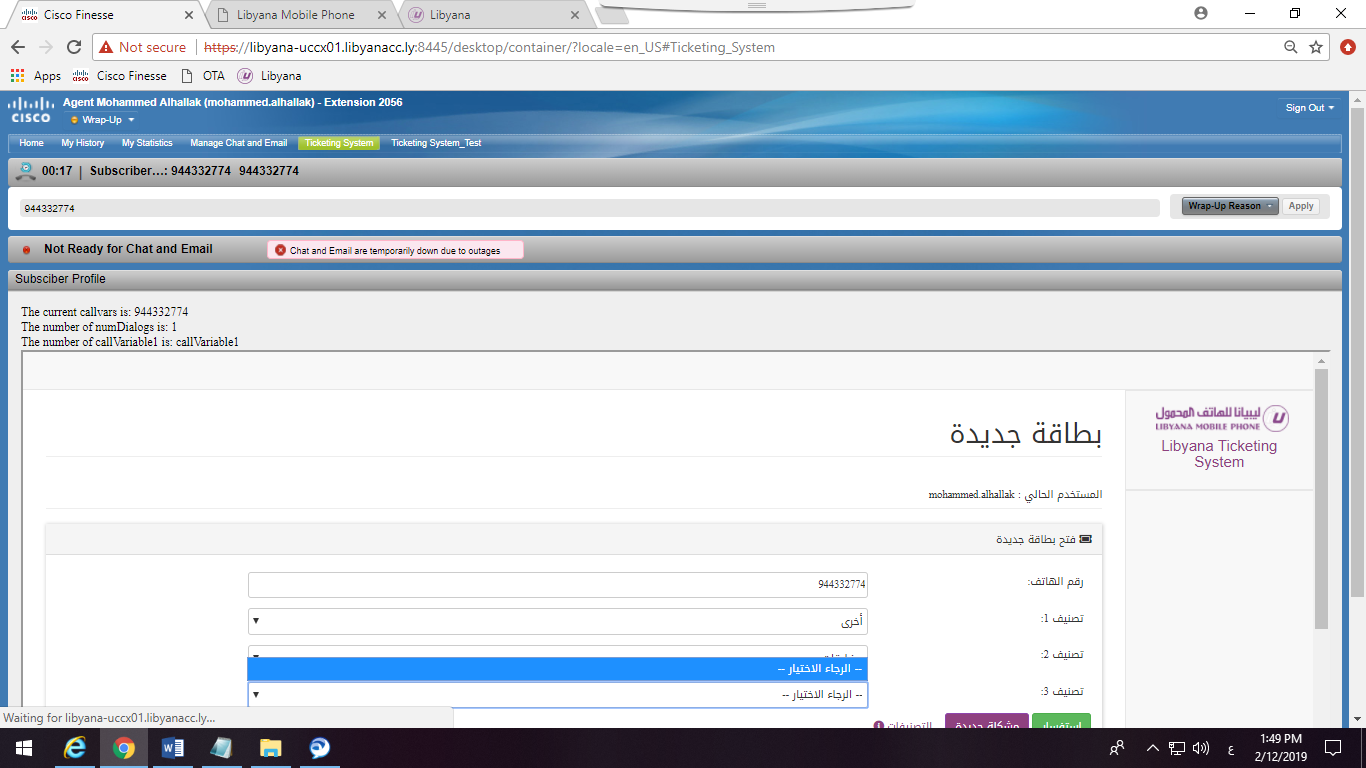 Cisco Finesse
Libyana Mobile Phone
Libyana
Not secure
https://libyana-uccx01.libyanacc.ly:8445/desktop/container/?locale=en_US#Ticketing_System
Apps
Cisco Finesse
OTA
Libyana
CISCO
Agent Mohammed Alhallak (mohammed.alhallak) - Extension 2056
Wrap-Up
Sign Out
Home
My History
My Statistics
Manage Chat and Email
Ticketing System
Ticketing System_Test
00:17 | Subscriber...: 944332774 944332774
944332774
Wrap-Up Reason
Apply
Not Ready for Chat and Email
Chat and Email are temporarily down due to outages
Subsciber Profile
The current callvars is: 944332774
The number of numDialogs is: 1
The number of callVariable1 is: callVariable1
ليبيانا للهاتف المحمول
LIBYANA MOBILE PHONE
Libyana Ticketing
System
بطاقة جديدة
المستخدم الحالي : mohammed.alhallak
فتح بطاقة جديدة
رقم الهاتف:
944332774
تصنيف 1:
أخرى
تصنيف 2:
-- الرجاء الاختيار --
تصنيف 3:
-- الرجاء الاختيار --
استفسار
مشكلة جديدة
التصنيفات
Waiting for libyana-uccx01.libyanacc.ly...
ع
1:49 PM
2/12/2019